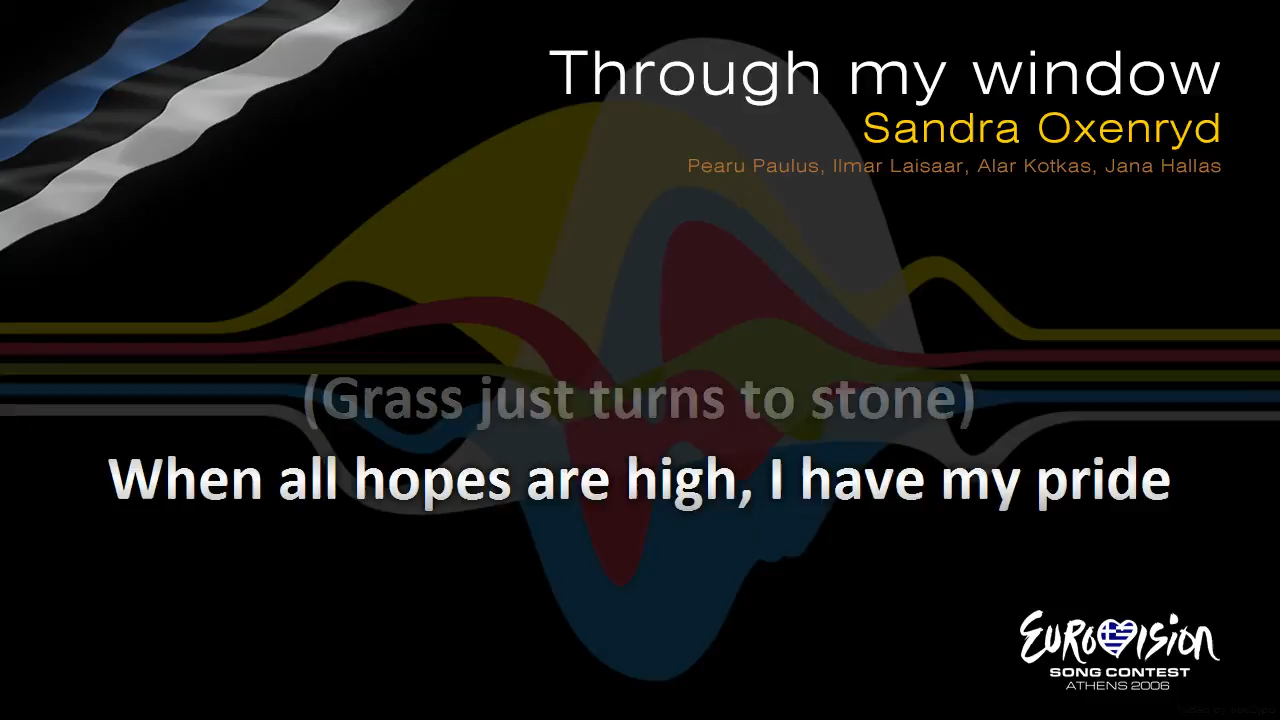 Through my window
Sandra Oxenryd
Pearu Paulus, Ilmar Laisaar, Alar Kotkas, Jana Hallas
(Grass just turns to stone)
When all hopes are high, I have my pride
EUROVISION
SONG CONTEST
ATHENS 2006